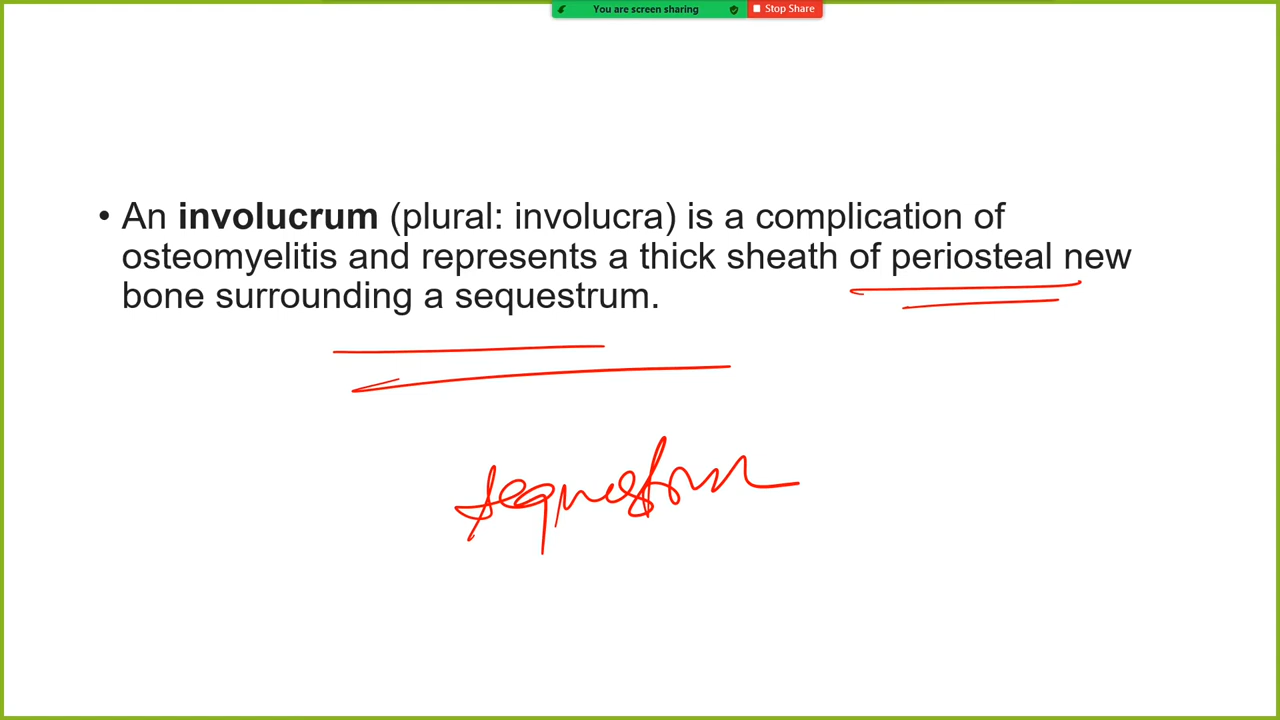 You are screen sharing Stop Share
• An involucrum (plural: involucra) is a complication of
osteomyelitis and represents a thick sheath of periosteal new
bone surrounding a sequestrum.
sequestrum